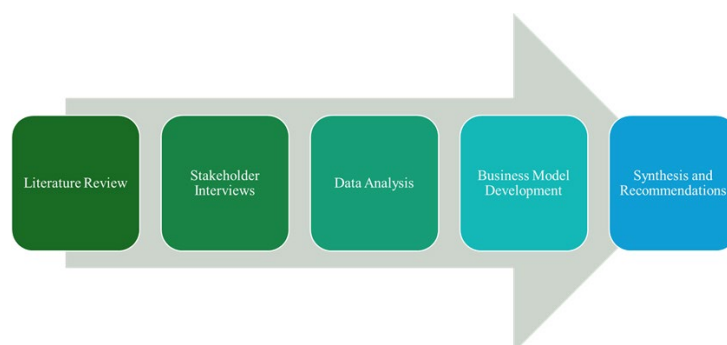 Literature Review
Stakeholder
Interviews
Data Analysis
Business Model
Development
Synthesis and
Recommendations